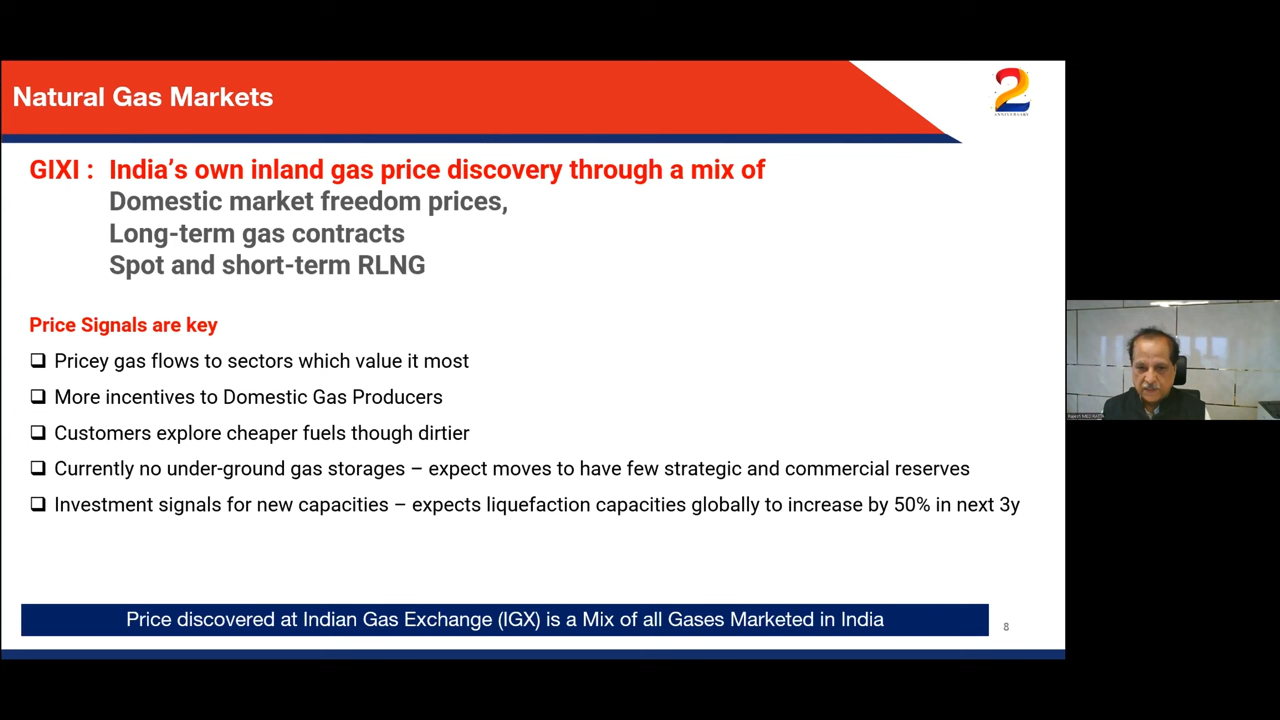 Natural Gas Markets
2
ANNIVERSARY
GIXI : India's own inland gas price discovery through a mix of
Domestic market freedom prices,
Long-term gas contracts
Spot and short-term RLNG
Price Signals are key
Pricey gas flows to sectors which value it most
More incentives to Domestic Gas Producers
Customers explore cheaper fuels though dirtier
Currently no under-ground gas storages – expect moves to have few strategic and commercial reserves
Investment signals for new capacities – expects liquefaction capacities globally to increase by 50% in next 3y
Price discovered at Indian Gas Exchange (IGX) is a Mix of all Gases Marketed in India
8
Rajesh